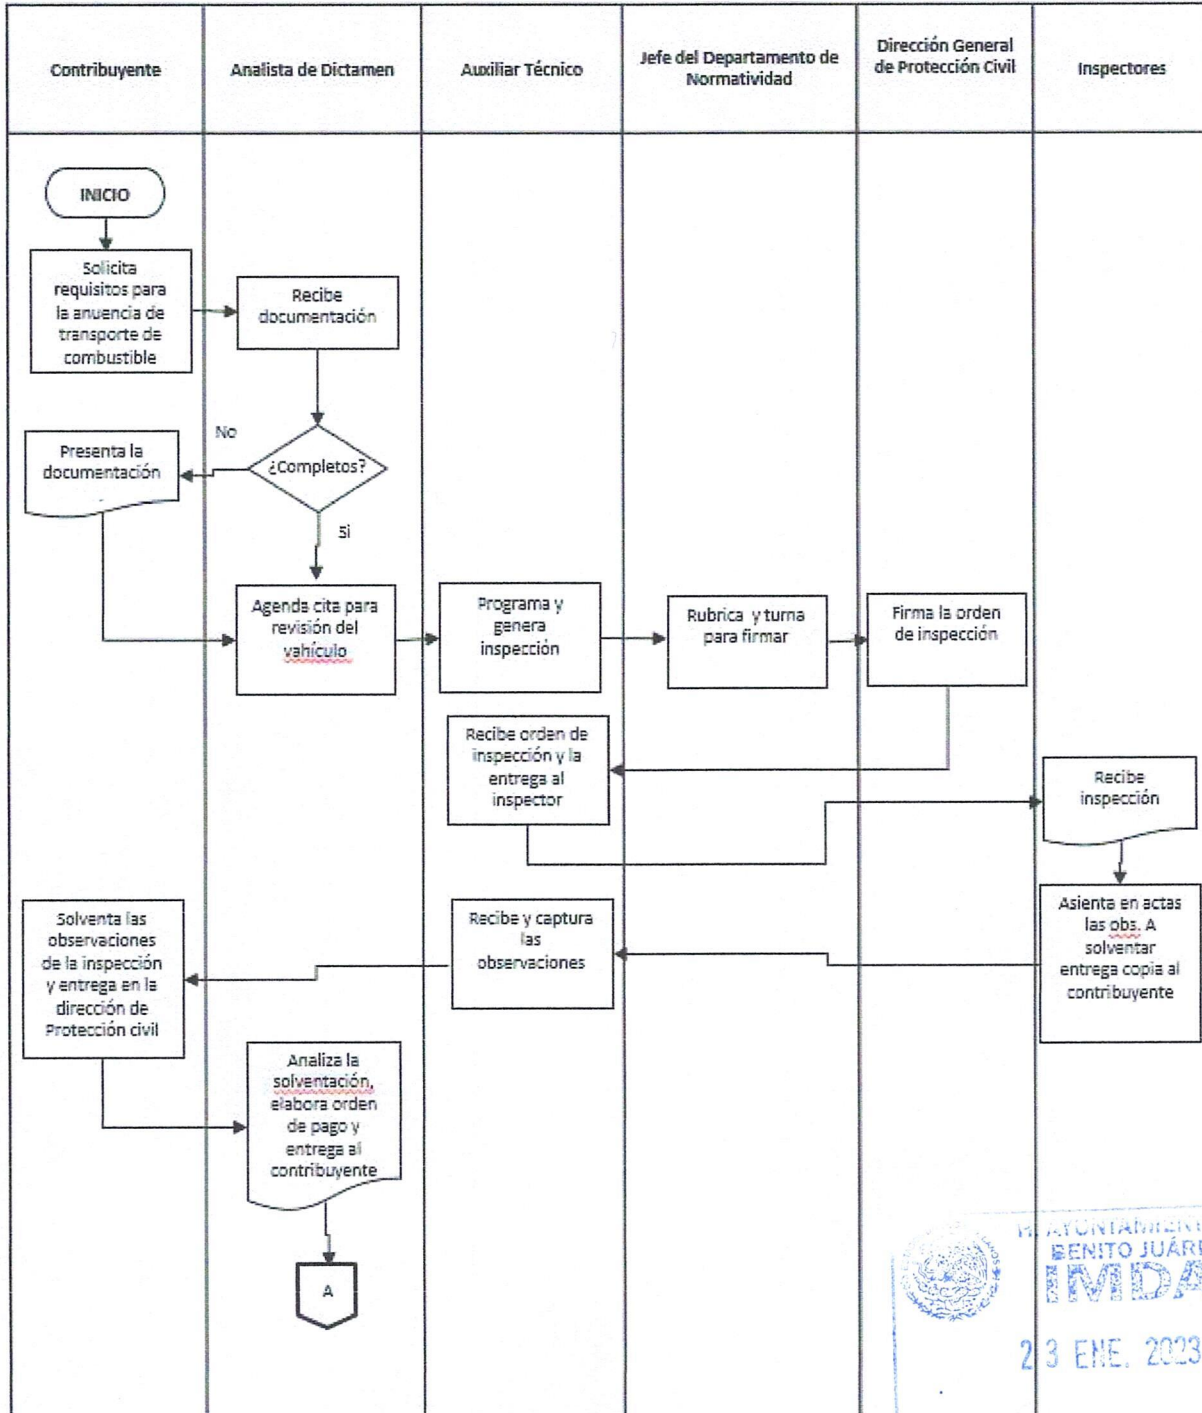 Contribuyente
Analista de Dictamen
Auxiliar Técnico
Jefe del Departamento de
Normatividad
Dirección General
de Protección Civil
Inspectores
INICIO
Solicita
requisitos para
la anuencia de
transporte de
combustible
Recibe
documentación
No
¿Completos?
Presenta la
documentación
Si
Agenda cita para
revisión del
vahículo
Programa y
genera
inspección
Rubrica y turna
para firmar
Firma la orden
de inspección
Recibe orden de
inspección y la
entrega al
inspector
Recibe
inspección
Asienta en actas
las obs. A
solventar
entrega copia al
contribuyente
Recibe y captura
las
observaciones
Solventa las
observaciones
de la inspección
y entrega en la
dirección de
Protección civil
Analiza la
solventación,
elabora orden
de pago y
entrega al
contribuyente
A
BENITO
IMDA
23 ENE. 2023